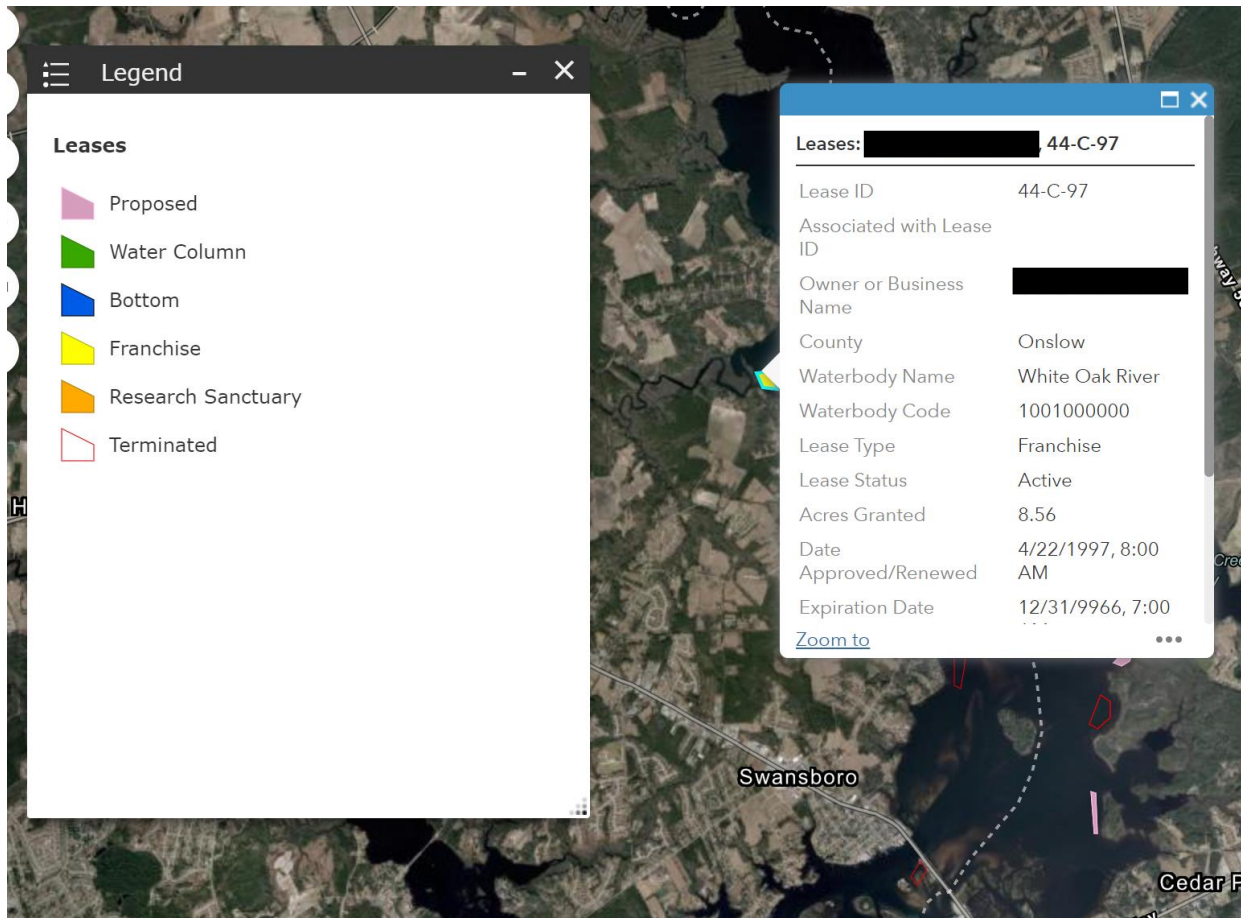 Legend
Leases
Proposed
Water Column
Bottom
Franchise
Research Sanctuary
Terminated
Leases: , 44-C-97
Lease ID 44-C-97
Associated with Lease
ID
Owner or Business
Name
County Onslow
Waterbody Name White Oak River
Waterbody Code 1001000000
Lease Type Franchise
Lease Status Active
Acres Granted 8.56
Date 4/22/1997, 8:00
Approved/Renewed AM
Expiration Date 12/31/9966, 7:00
Zoom to
Swansboro
Cedar